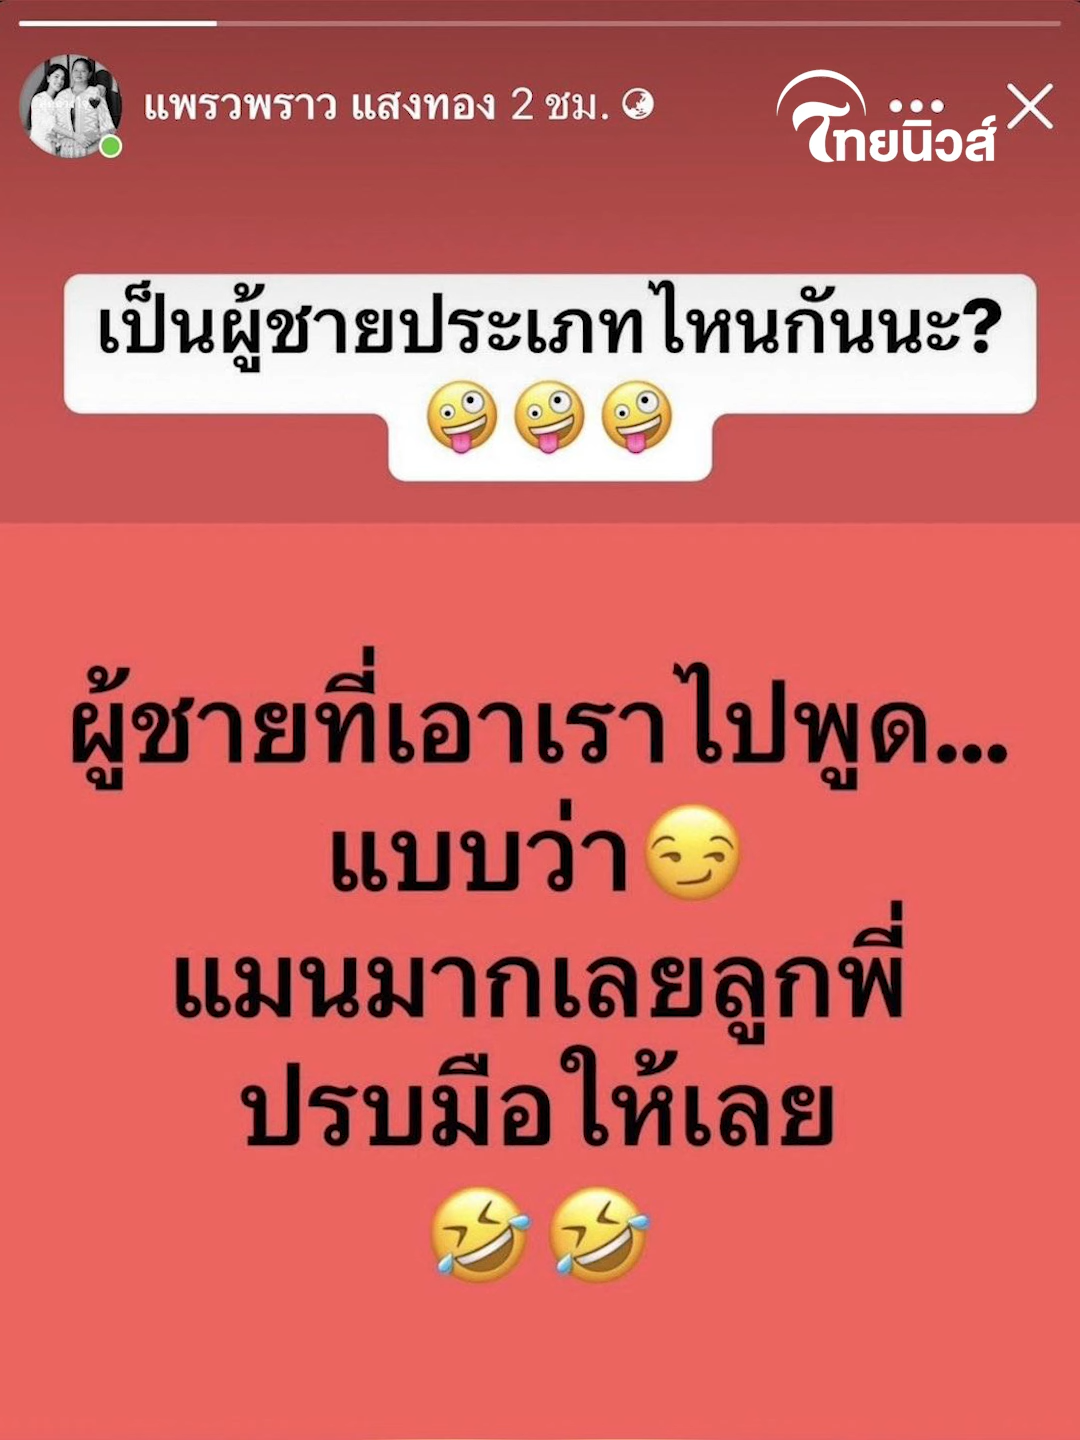 แพรวพราว แสงทอง 2 ชม.
ไทยนิวส์
เป็นผู้ชายประเภทไหนกันนะ?
🤪🤪🤪
ผู้ชายที่เอาเราไปพูด...
แบบว่า😏
แมนมากเลยลูกพี่
ปรบมือให้เลย
🤣🤣